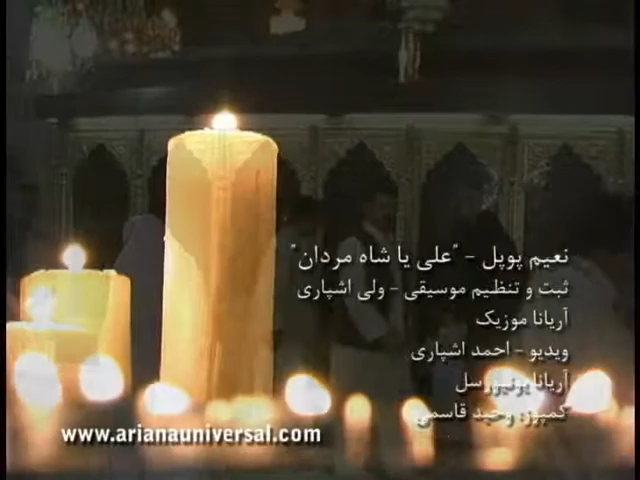 نعیم پوپل - "علی یا شاه مردان"
ثبت و تنظیم موسیقی - ولی اشپاری
آریانا موزیک
ویدیو - احمد اشپاری
آریانا یونیورسل
کمپوز: وحید قاسمی
www.arianauniversal.com